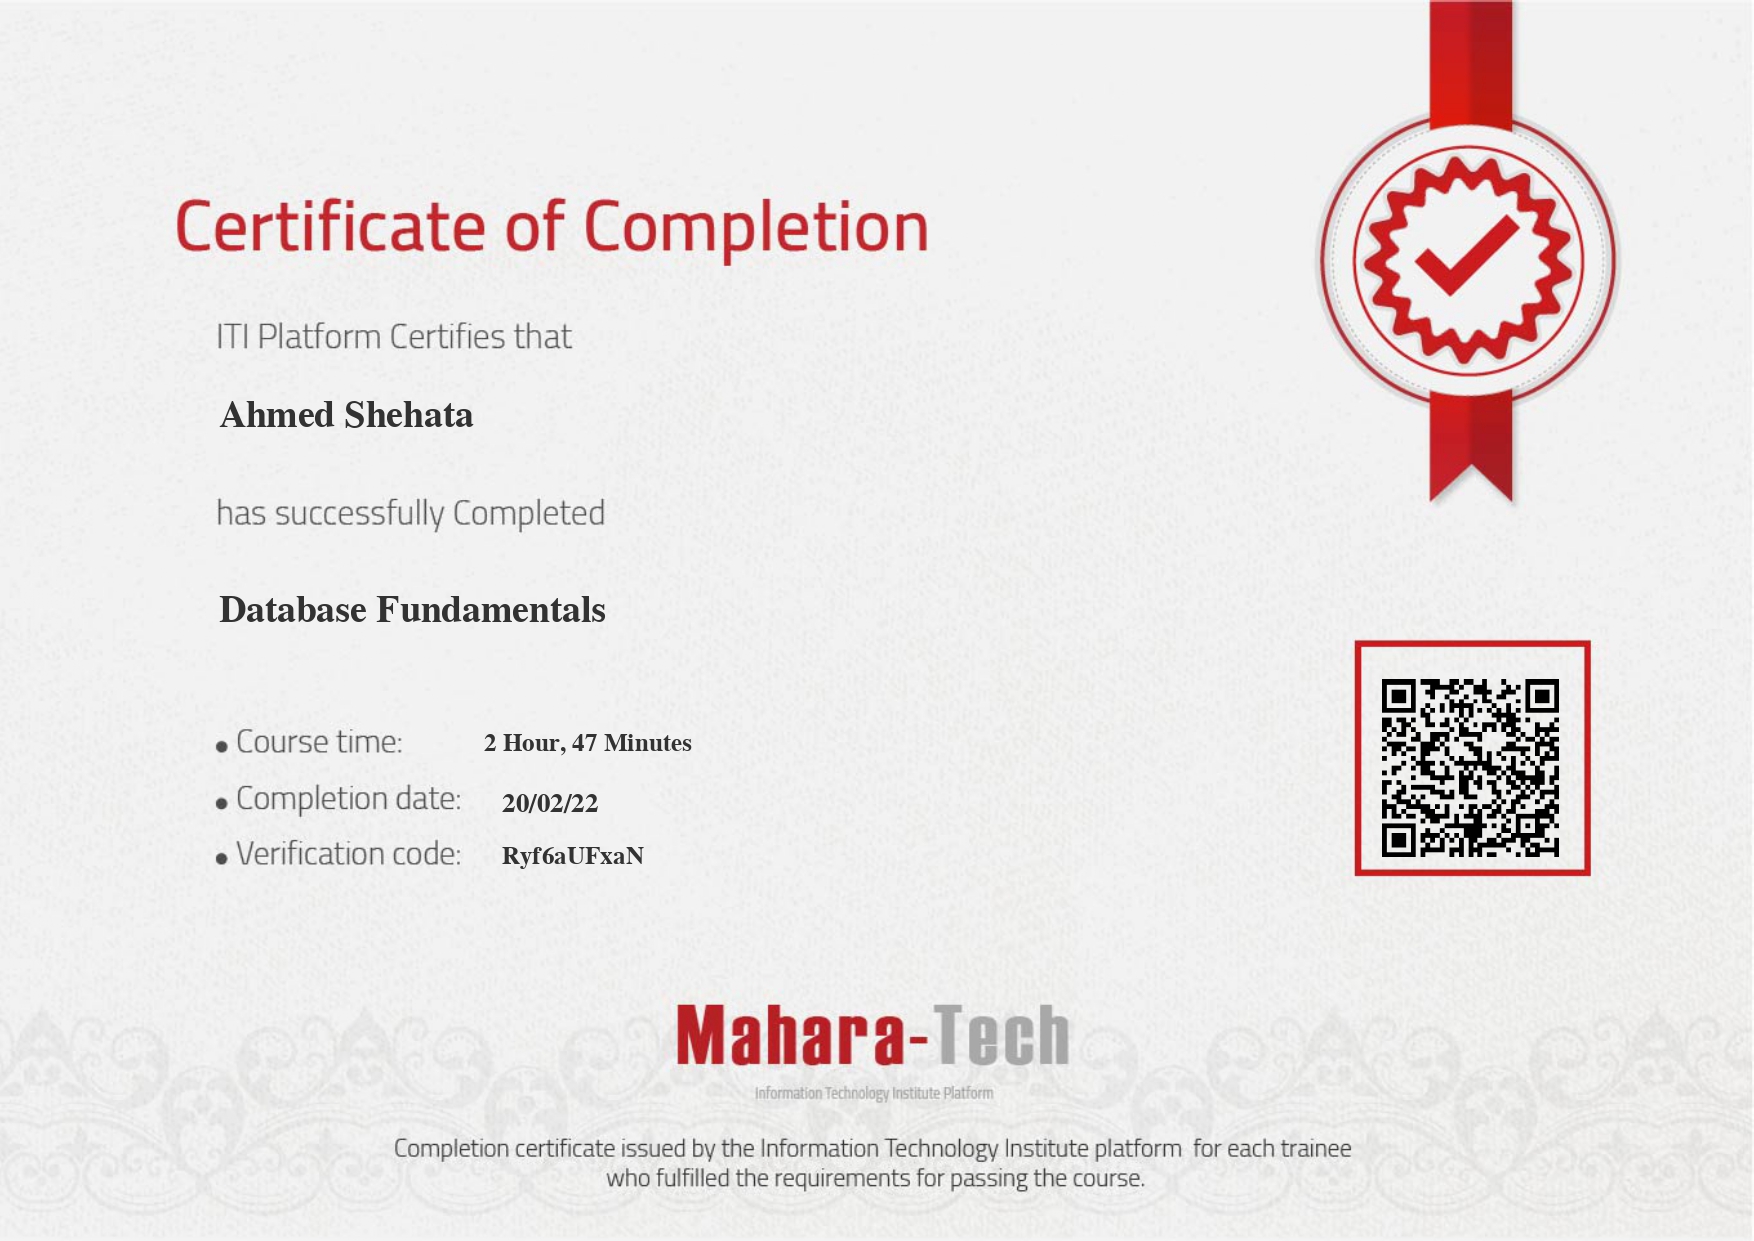 Certificate of Completion
ITI Platform Certifies that
Ahmed Shehata
has successfully Completed
Database Fundamentals
• Course time: 2 Hour, 47 Minutes
• Completion date: 20/02/22
• Verification code: Ryf6aUFxaN
Mahara-Tech
Information Technology Institute Platform
Completion certificate issued by the Information Technology Institute platform for each trainee
who fulfilled the requirements for passing the course.